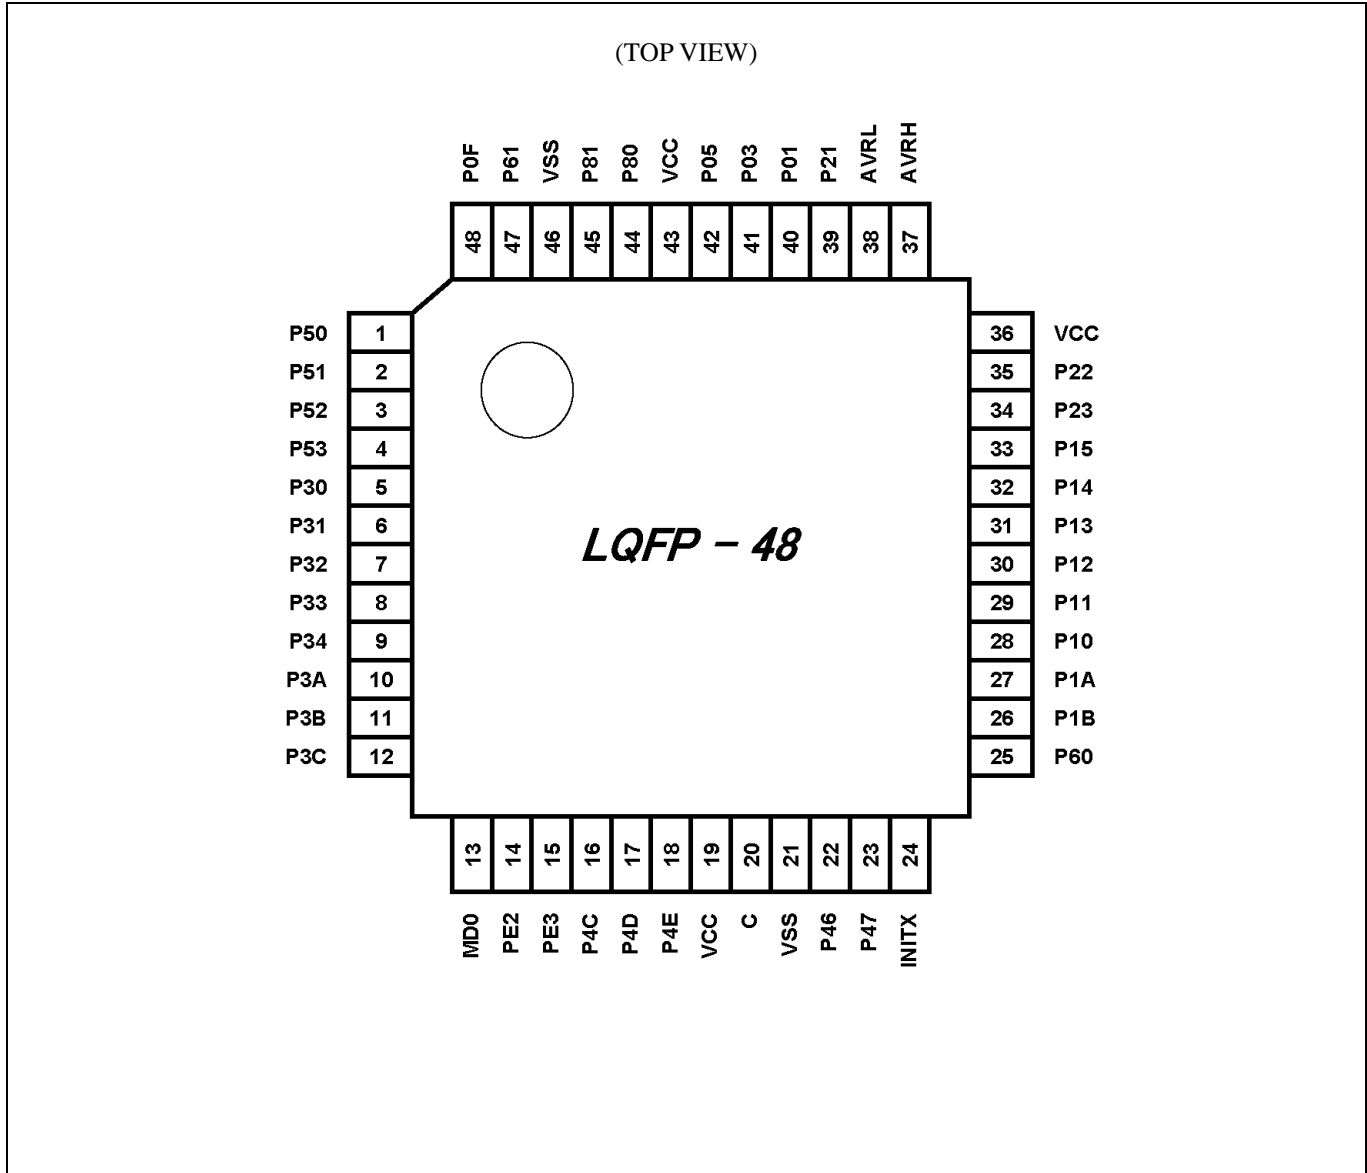 (TOP VIEW)
P0F P61 VSS P81 P80 VCC P05 P03 P01 P21 AVRL AVRH
48 47 46 45 44 43 42 41 40 39 38 37
P50 1 36 VCC
P51 2 35 P22
P52 3 34 P23
P53 4 33 P15
P30 5 32 P14
P31 6 31 P13
P32 7 30 P12
P33 8 29 P11
P34 9 28 P10
P3A 10 27 P1A
P3B 11 26 P1B
P3C 12 25 P60
LQFP - 48
13 14 15 16 17 18 19 20 21 22 23 24
MD0 PE2 PE3 P4C P4D P4E VCC C VSS P46 P47 INITX